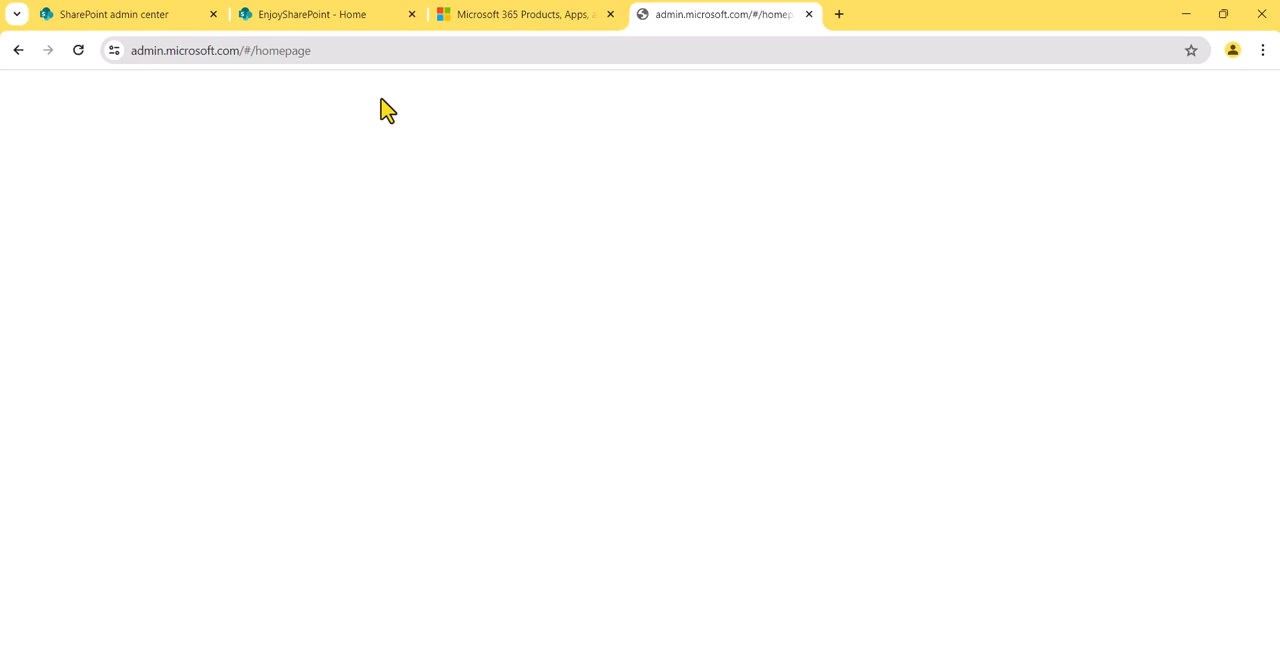 SharePoint admin center
EnjoySharePoint - Home
Microsoft 365 Products, Apps, a
admin.microsoft.com/#/homep
admin.microsoft.com/#/homepage